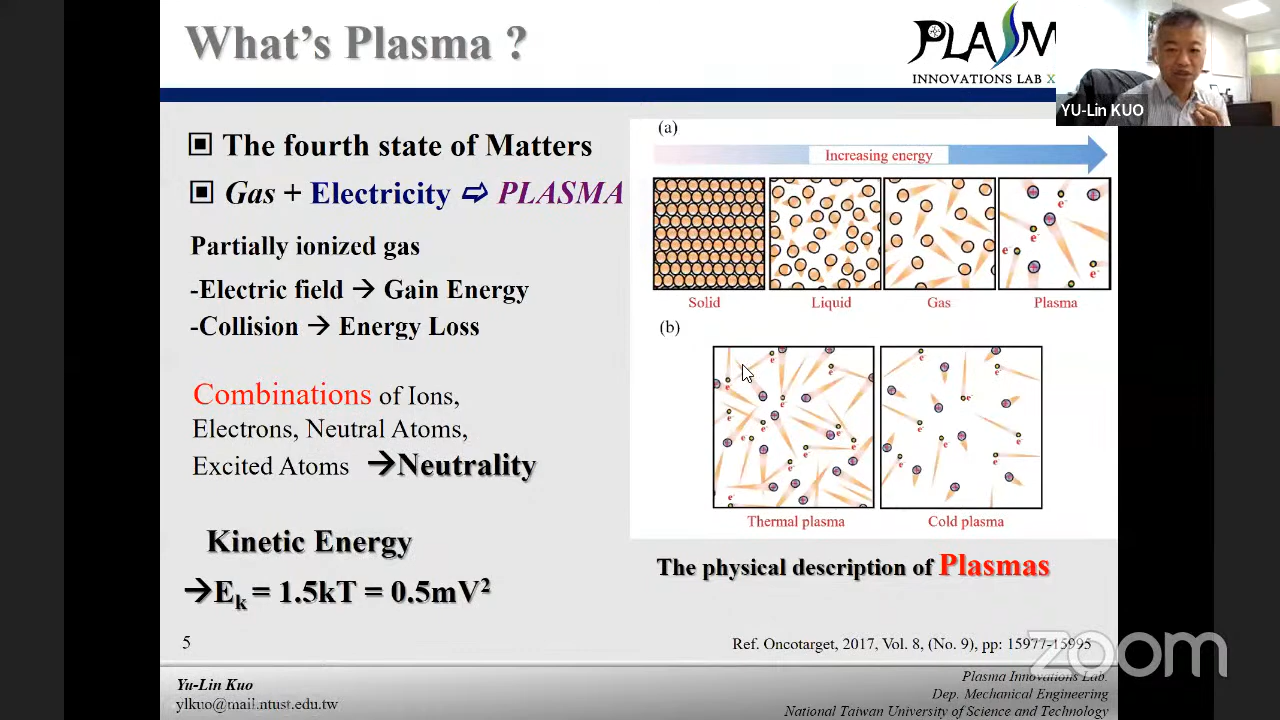 What's Plasma ?
PLASM
INNOVATIONS LAB X
YU-Lin KUO
The fourth state of Matters
Gas + Electricity ⇨ PLASMA
Partially ionized gas
-Electric field → Gain Energy
-Collision → Energy Loss
Combinations of Ions,
Electrons, Neutral Atoms,
Excited Atoms →Neutrality
Kinetic Energy
→Ek = 1.5kT = 0.5mV²
(a)
Increasing energy
e-
e-
e-
e-
Solid Liquid Gas Plasma
(b)
Thermal plasma Cold plasma
The physical description of Plasmas
5
Ref. Oncotarget, 2017, Vol. 8, (No. 9), pp: 15977-15995
zoom
Yu-Lin Kuo
ylkuo@mail.ntust.edu.tw
Plasma Innovations Lab.
Dep. Mechanical Engineering
National Taiwan University of Science and Technology